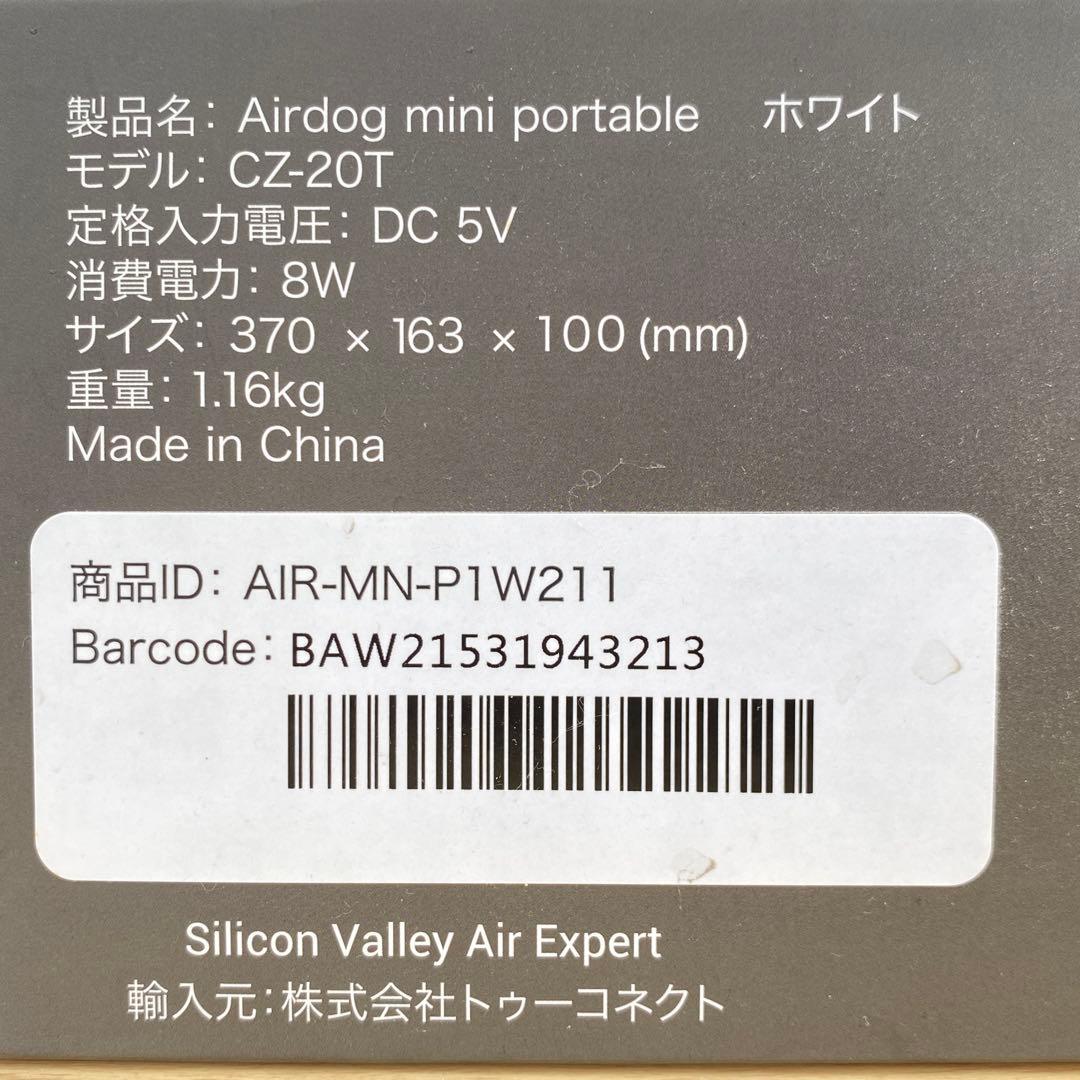 製品名: Airdog mini portable ホワイト
モデル: CZ-20T
定格入力電圧: DC 5V
消費電力: 8W
サイズ: 370 × 163 × 100 (mm)
重量: 1.16kg
Made in China
商品ID: AIR-MN-P1W211
Barcode: BAW21531943213
Silicon Valley Air Expert
輸入元:株式会社トゥーコネクト